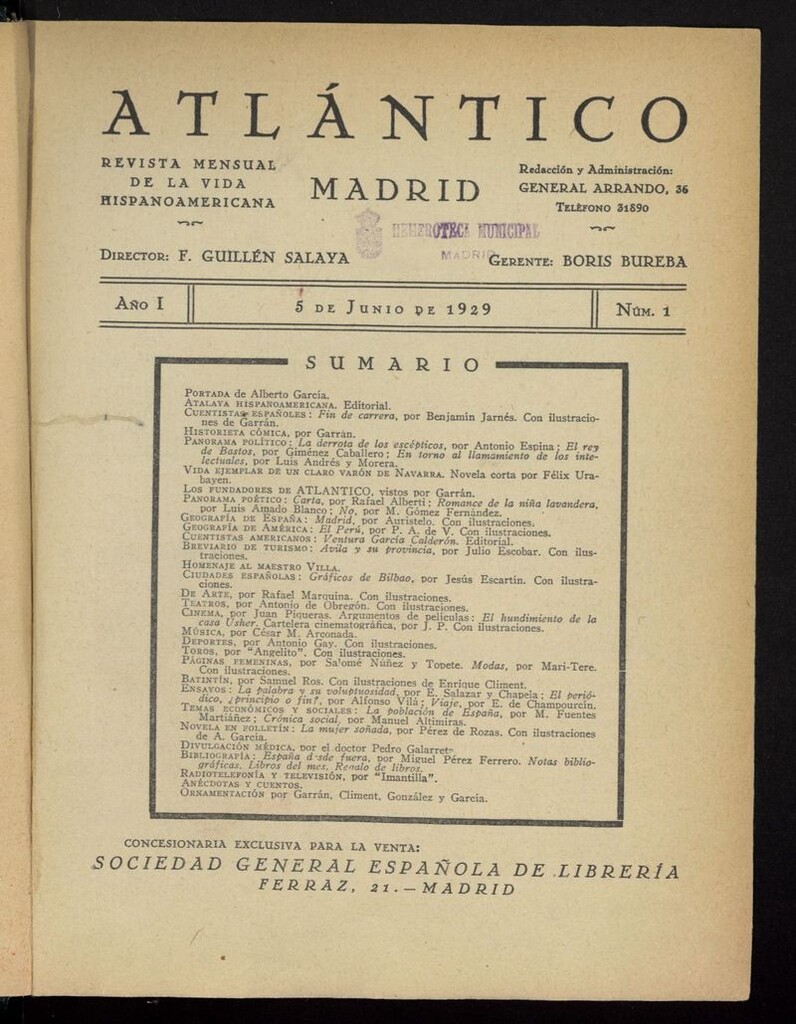 ATLÁNTICO
REVISTA MENSUAL
DE LA VIDA
HISPANOAMERICANA
MADRID
Redacción y Administración:
GENERAL ARRANDO, 36
TELÉFONO 31890
HEMEROTECA MUNICIPAL
MADRID
DIRECTOR: F. GUILLÉN SALAYA
GERENTE: BORIS BUREBA
AÑO I
5 DE JUNIO DE 1929
NÚM. 1
SUMARIO
PORTADA de Alberto García.
ATALAYA HISPANOAMERICANA. Editorial.
CUENTISTAS ESPAÑOLES: Fin de carrera, por Benjamín Jarnés. Con ilustracio-
nes de Garrán.
HISTORIETA CÓMICA, por Garrán.
PANORAMA POLÍTICO: La derrota de los escépticos, por Antonio Espina; El rey
de Bastos, por Giménez Caballero; En torno al llamamiento de los inte-
lectuales, por Luis Andrés y Morera.
VIDA EJEMPLAR DE UN CLARO VARÓN DE NAVARRA. Novela corta por Félix Ura-
bayen.
LOS FUNDADORES DE ATLANTICO, vistos por Garrán.
PANORAMA POÉTICO: Carta, por Rafael Alberti; Romance de la niña lavandera,
por Luis Amado Blanco; No, por M. Gómez Fernández.
GEOGRAFÍA DE ESPAÑA: Madrid, por Auristelo. Con ilustraciones.
GEOGRAFÍA DE AMÉRICA: El Perú, por P. A. de V. Con ilustraciones.
CUENTISTAS AMERICANOS: Ventura García Calderón. Editorial.
BREVIARIO DE TURISMO: Avila y su provincia, por Julio Escobar. Con ilus-
traciones.
HOMENAJE AL MAESTRO VILLA.
CIUDADES ESPAÑOLAS: Gráficos de Bilbao, por Jesús Escartín. Con ilustra-
ciones.
DE ARTE, por Rafael Marquina. Con ilustraciones.
TEATROS, por Antonio de Obregón. Con ilustraciones.
CINEMA, por Juan Piqueras. Argumentos de películas: El hundimiento de la
casa Usher. Cartelera cinematográfica, por J. P. Con ilustraciones.
MÚSICA, por César M. Arconada.
DEPORTES, por Antonio Gay. Con ilustraciones.
TOROS, por "Angelito". Con ilustraciones.
PÁGINAS FEMENINAS, por Salomé Núñez y Topete. Modas, por Mari-Tere.
Con ilustraciones.
BATINTÍN, por Samuel Ros. Con ilustraciones de Enrique Climent.
ENSAYOS: La palabra y su voluptuosidad, por E. Salazar y Chapela; El perió-
dico, ¿principio o fin?, por Alfonso Vilá; Viaje, por E. de Champourcín.
TEMAS ECONÓMICOS Y SOCIALES: La población de España, por M. Fuentes
Martiáñez; Crónica social, por Manuel Altimiras.
NOVELA EN FOLLETÍN: La mujer soñada, por Pérez de Rozas. Con ilustraciones
de A. García.
DIVULGACIÓN MÉDICA, por el doctor Pedro Galarreta
BIBLIOGRAFÍA: España desde fuera, por Miguel Pérez Ferrero. Notas biblio-
gráficas. Libros del mes. Regalo de libros.
RADIOTELEFONÍA Y TELEVISIÓN, por "Imantilla".
ANÉCDOTAS Y CUENTOS.
ORNAMENTACIÓN por Garrán, Climent, González y García.
CONCESIONARIA EXCLUSIVA PARA LA VENTA:
SOCIEDAD GENERAL ESPAÑOLA DE LIBRERÍA
FERRAZ, 21.—MADRID